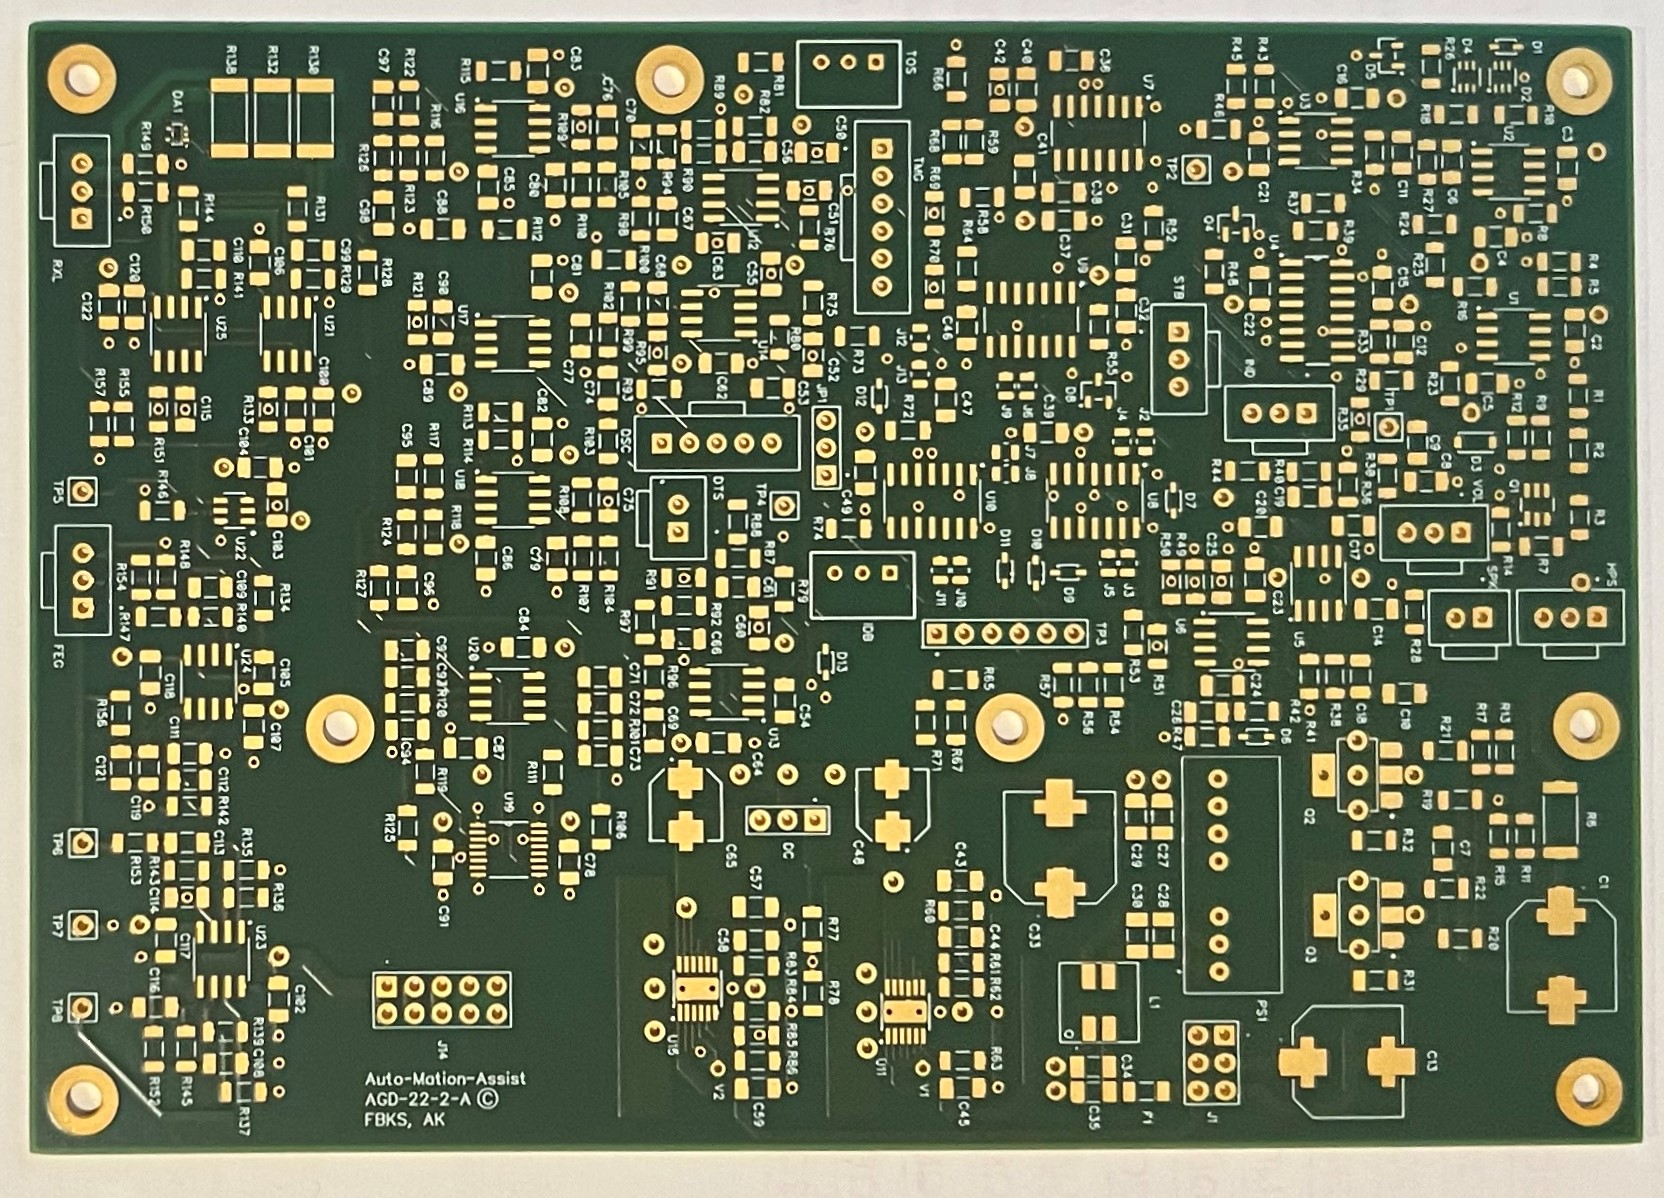 R138
R132
R130
C97
R122
R115
C83
R89
R81
R82
TOS
R66
C42
C40
C36
U7
R45
R43
C16
D5
R26
D4
D1
D2
DA1
R116
U16
R109
C76
C70
C56
C50
TMG
R68
R59
C41
TP2
R46
U3
R34
C11
R18
U2
R10
C3
R149
R150
R144
R131
R126
R123
C98
C88
C85
C80
R112
R110
R105
R98
R94
R90
C67
U12
C51
R76
R69
R58
C38
C37
C31
R52
C21
R37
R39
U4
Q4
R27
C6
R24
R8
RXL
C120
C122
C110
R141
C106
C99
R129
R128
C81
R100
C68
C63
C55
R70
R64
U9
R48
R25
C15
C4
R4
R5
U25
U21
C100
R121
C90
U17
C89
R102
R99
R95
R93
C77
C74
R75
R80
U14
C52
C53
C62
R73
J12
J13
C46
C32
STB
C22
IND
R33
C12
R29
R16
U1
C2
R157
R155
C115
R133
C101
C104
R151
R113
R114
C82
R103
DSC
JP1
D12
R72
C47
J9
J6
C39
D8
R55
J4
J2
R35
TP1
R23
C5
R12
R9
R1
R2
C9
C8
D3
VOL
Q1
TP5
R146
C103
U22
C95
R117
U18
R118
R124
R108
C75
DTS
TP4
R88
R87
C49
R74
J7
J8
U10
U8
D7
R44
R40
C19
C20
R36
R30
R3
R14
R7
FEG
R154
R148
R147
C109
R140
R134
R127
C96
C86
C79
R107
R104
R91
R97
R92
C60
C61
R79
IDB
D11
D10
D9
J11
J10
J5
J3
R50
R49
C25
C23
U5
C17
C14
R28
SPK
HPS
TP3
U6
U24
C118
C105
R156
C107
C111
C92
C93
R120
U20
C84
C94
C87
R119
R111
C71
C72
R101
C73
R96
C69
C66
U13
C54
C64
D13
R65
R71
R67
R57
R56
R54
R53
R51
C24
C26
R47
D6
R42
R41
R38
C18
C10
R21
R17
R13
C121
C119
C112
R142
C113
R135
R136
TP6
R153
R143
C114
R125
U19
C91
C78
R106
C65
DC
C48
C29
C27
Q2
R19
R32
C7
R22
R15
R11
R6
C1
TP7
C117
U23
C102
C116
TP8
R152
R145
R139
C108
R137
J14
C57
C58
R77
R83
R84
R78
R85
R86
U15
V2
C59
C43
R60
C44
R61
R62
R63
U11
V1
C45
C33
C30
C28
L1
C34
C35
F1
PS1
J1
Q3
R31
R20
C13
Auto-Motion-Assist
AGD-22-2-A ©
FBKS, AK